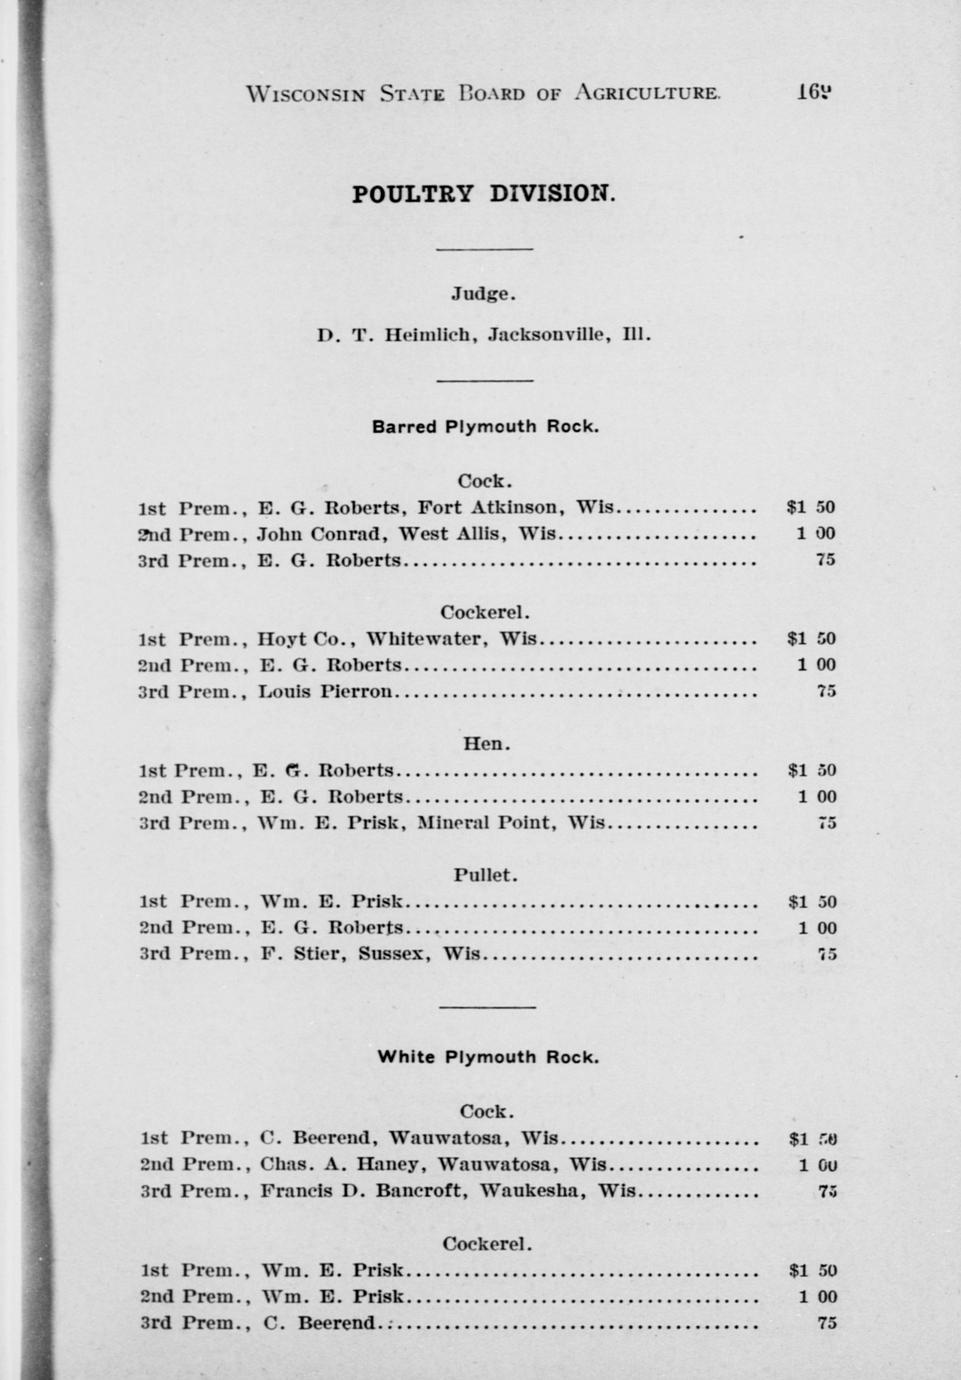 WISCONSIN STATE BOARD OF AGRICULTURE. 169
POULTRY DIVISION.
Judge.
D. T. Heimlich, Jacksonville, Ill.
Barred Plymouth Rock.
Cock.
1st Prem., E. G. Roberts, Fort Atkinson, Wis............... $1 50
2nd Prem., John Conrad, West Allis, Wis..................... 1 00
3rd Prem., E. G. Roberts..................................... 75
Cockerel.
1st Prem., Hoyt Co., Whitewater, Wis....................... $1 50
2nd Prem., E. G. Roberts..................................... 1 00
3rd Prem., Louis Pierron...................................... 75
Hen.
1st Prem., E. G. Roberts...................................... $1 50
2nd Prem., E. G. Roberts..................................... 1 00
3rd Prem., Wm. E. Prisk, Mineral Point, Wis................ 75
Pullet.
1st Prem., Wm. E. Prisk..................................... $1 50
2nd Prem., E. G. Roberts..................................... 1 00
3rd Prem., F. Stier, Sussex, Wis............................. 75
White Plymouth Rock.
Cock.
1st Prem., C. Beerend, Wauwatosa, Wis..................... $1 50
2nd Prem., Chas. A. Haney, Wauwatosa, Wis................ 1 00
3rd Prem., Francis D. Bancroft, Waukesha, Wis............. 75
Cockerel.
1st Prem., Wm. E. Prisk..................................... $1 50
2nd Prem., Wm. E. Prisk..................................... 1 00
3rd Prem., C. Beerend........................................ 75